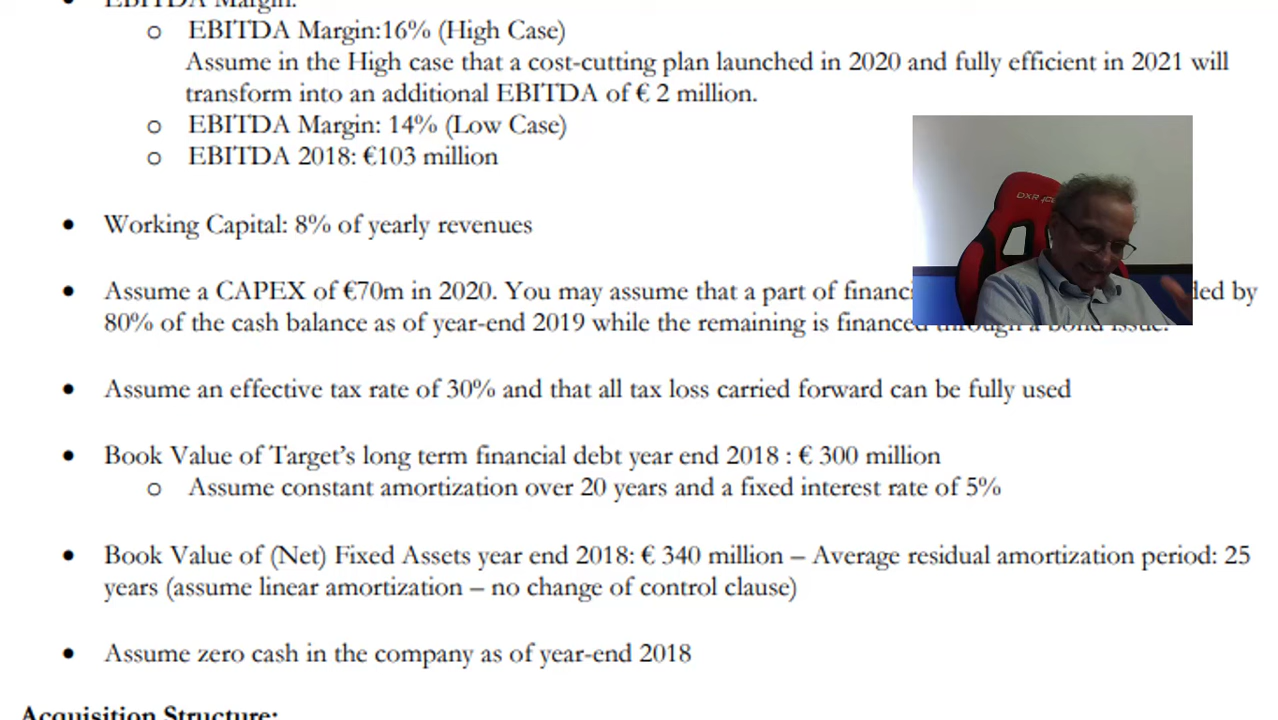 EBITDA Margin:
o EBITDA Margin:16% (High Case)
Assume in the High case that a cost-cutting plan launched in 2020 and fully efficient in 2021 will
transform into an additional EBITDA of € 2 million.
o EBITDA Margin: 14% (Low Case)
o EBITDA 2018: €103 million
• Working Capital: 8% of yearly revenues
• Assume a CAPEX of €70m in 2020. You may assume that a part of by
80% of the cash balance as of year-end 2019 while the remaining is financed through a bond issue.
• Assume an effective tax rate of 30% and that all tax loss carried forward can be fully used
• Book Value of Target's long term financial debt year end 2018 : € 300 million
o Assume constant amortization over 20 years and a fixed interest rate of 5%
• Book Value of (Net) Fixed Assets year end 2018: € 340 million – Average residual amortization period: 25
years (assume linear amortization – no change of control clause)
• Assume zero cash in the company as of year-end 2018
Acquisition Structure:
DXR